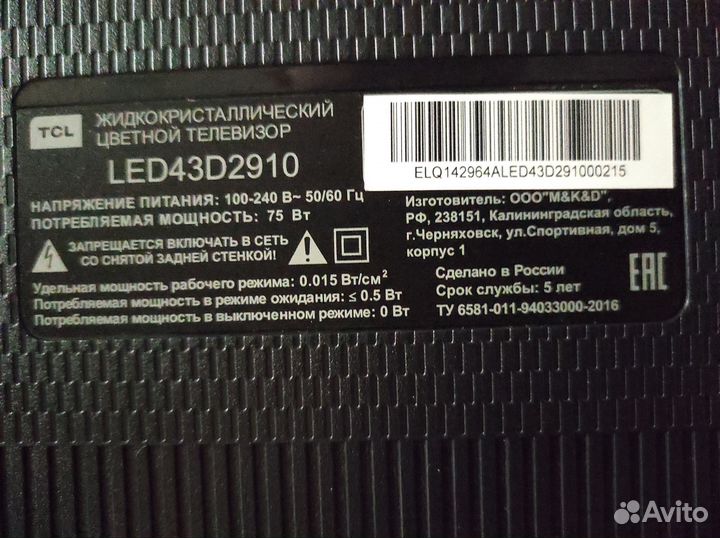 TCL
ЖИДКОКРИСТАЛЛИЧЕСКИЙ
ЦВЕТНОЙ ТЕЛЕВИЗОР
LED43D2910
НАПРЯЖЕНИЕ ПИТАНИЯ: 100-240 В~ 50/60 Гц
ПОТРЕБЛЯЕМАЯ МОЩНОСТЬ: 75 Вт
ЗАПРЕЩАЕТСЯ ВКЛЮЧАТЬ В СЕТЬ
СО СНЯТОЙ ЗАДНЕЙ СТЕНКОЙ!
Удельная мощность рабочего режима: 0.015 Вт/см²
Потребляемая мощность в режиме ожидания: ≤ 0.5 Вт
Потребляемая мощность в выключенном режиме: 0 Вт
ELQ142964ALED43D291000215
Изготовитель: ООО"M&K&D",
РФ, 238151, Калининградская область,
г.Черняховск, ул.Спортивная, дом 5,
корпус 1
Сделано в России
Срок службы: 5 лет
ТУ 6581-011-94033000-2016
EAC
Avito